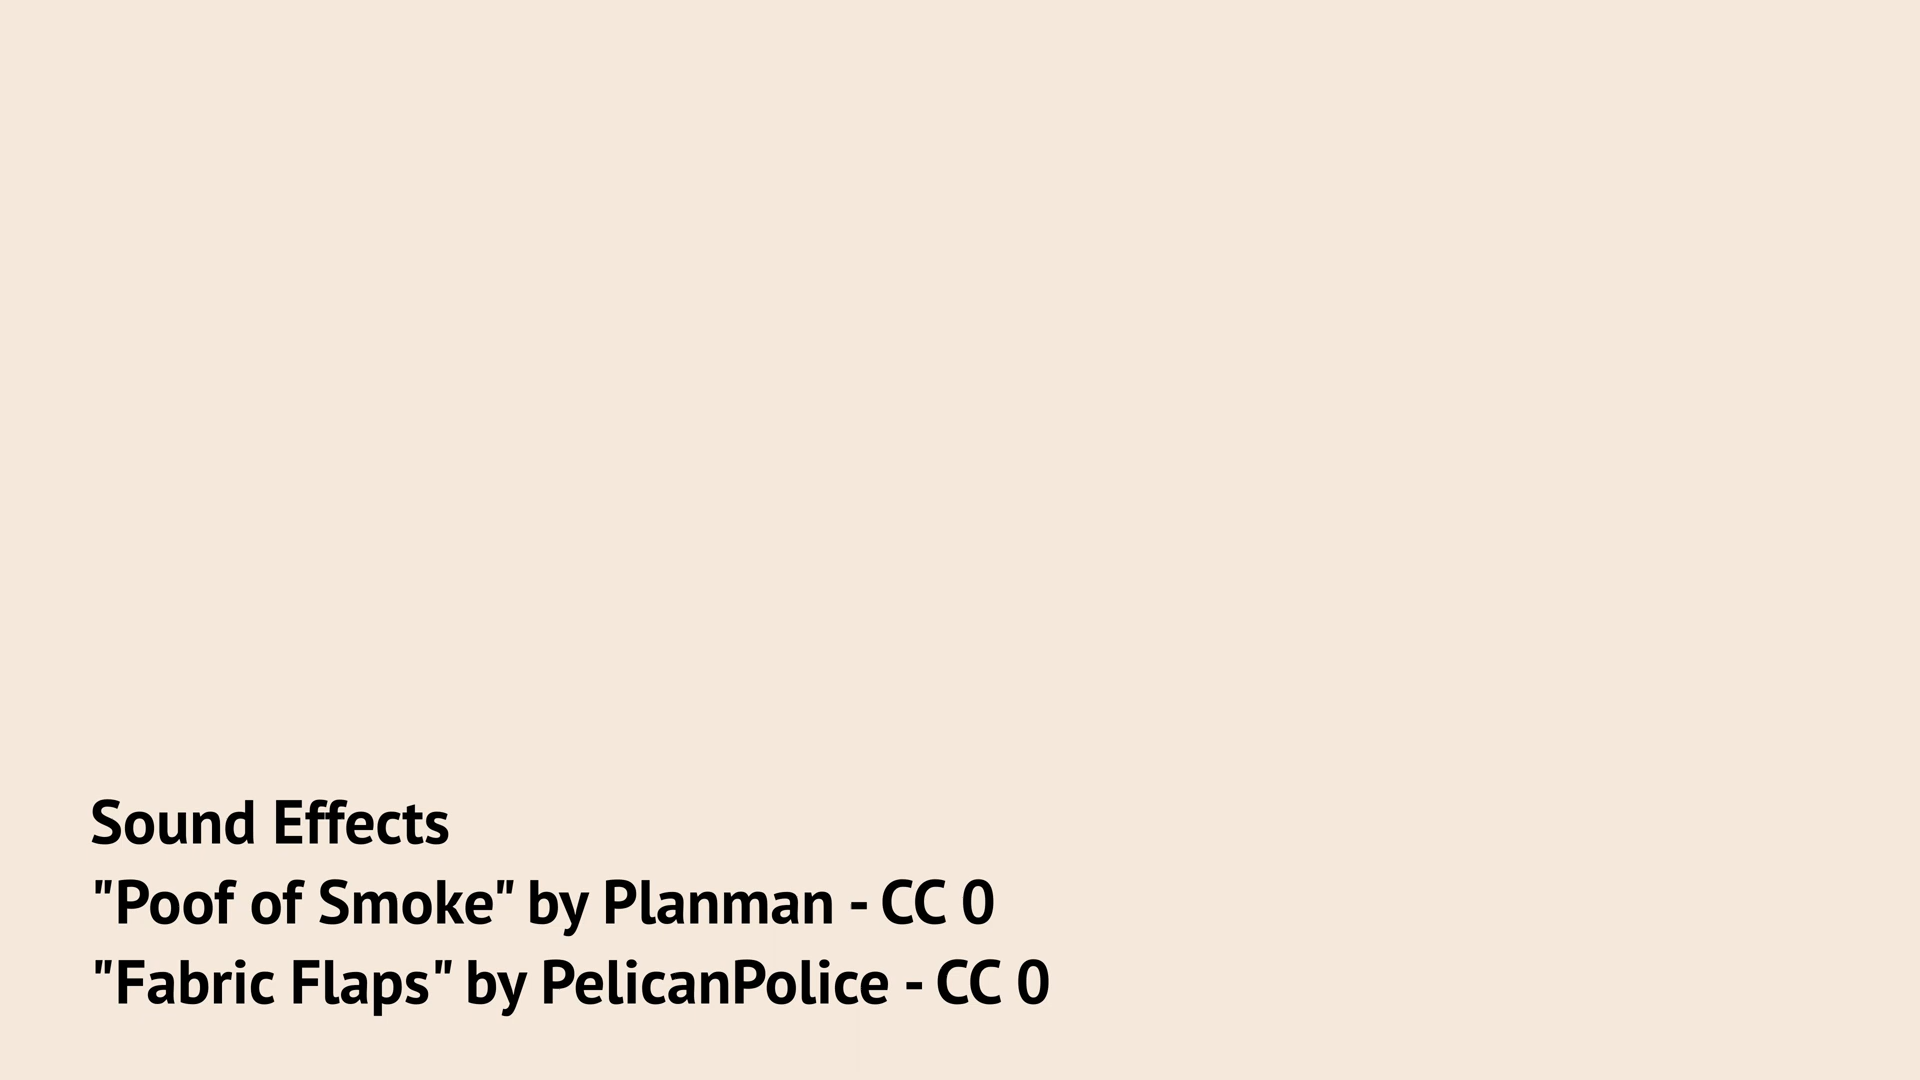 Sound Effects
"Poof of Smoke" by Planman - CC 0
"Fabric Flaps" by PelicanPolice - CC 0